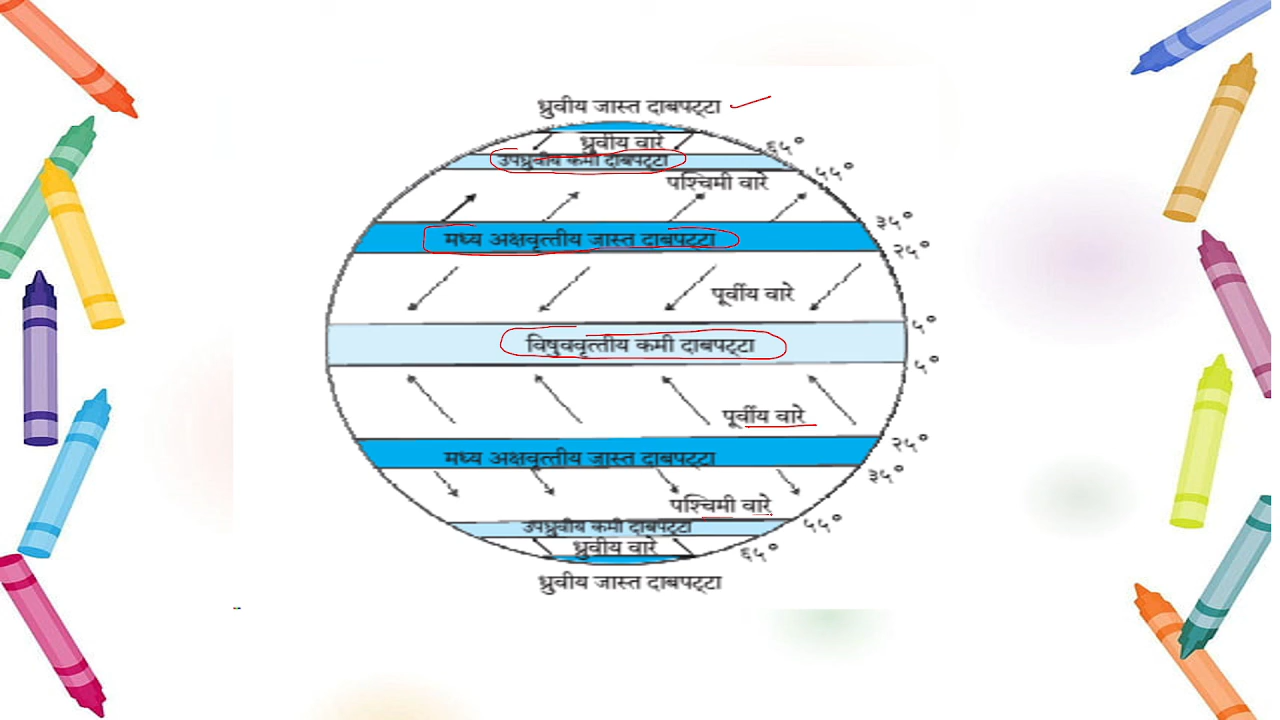 ध्रुवीय जास्त दाबपट्टा
ध्रुवीय वारे
६५°
उपध्रुवीय कमी दाबपट्टा
५५°
पश्चिमी वारे
३५°
मध्य अक्षवृत्तीय जास्त दाबपट्टा
२५°
पूर्वीय वारे
५°
विषुववृत्तीय कमी दाबपट्टा
५°
पूर्वीय वारे
२५°
मध्य अक्षवृत्तीय जास्त दाबपट्टा
३५°
पश्चिमी वारे
५५°
उपध्रुवीय कमी दाबपट्टा
ध्रुवीय वारे
६५°
ध्रुवीय जास्त दाबपट्टा